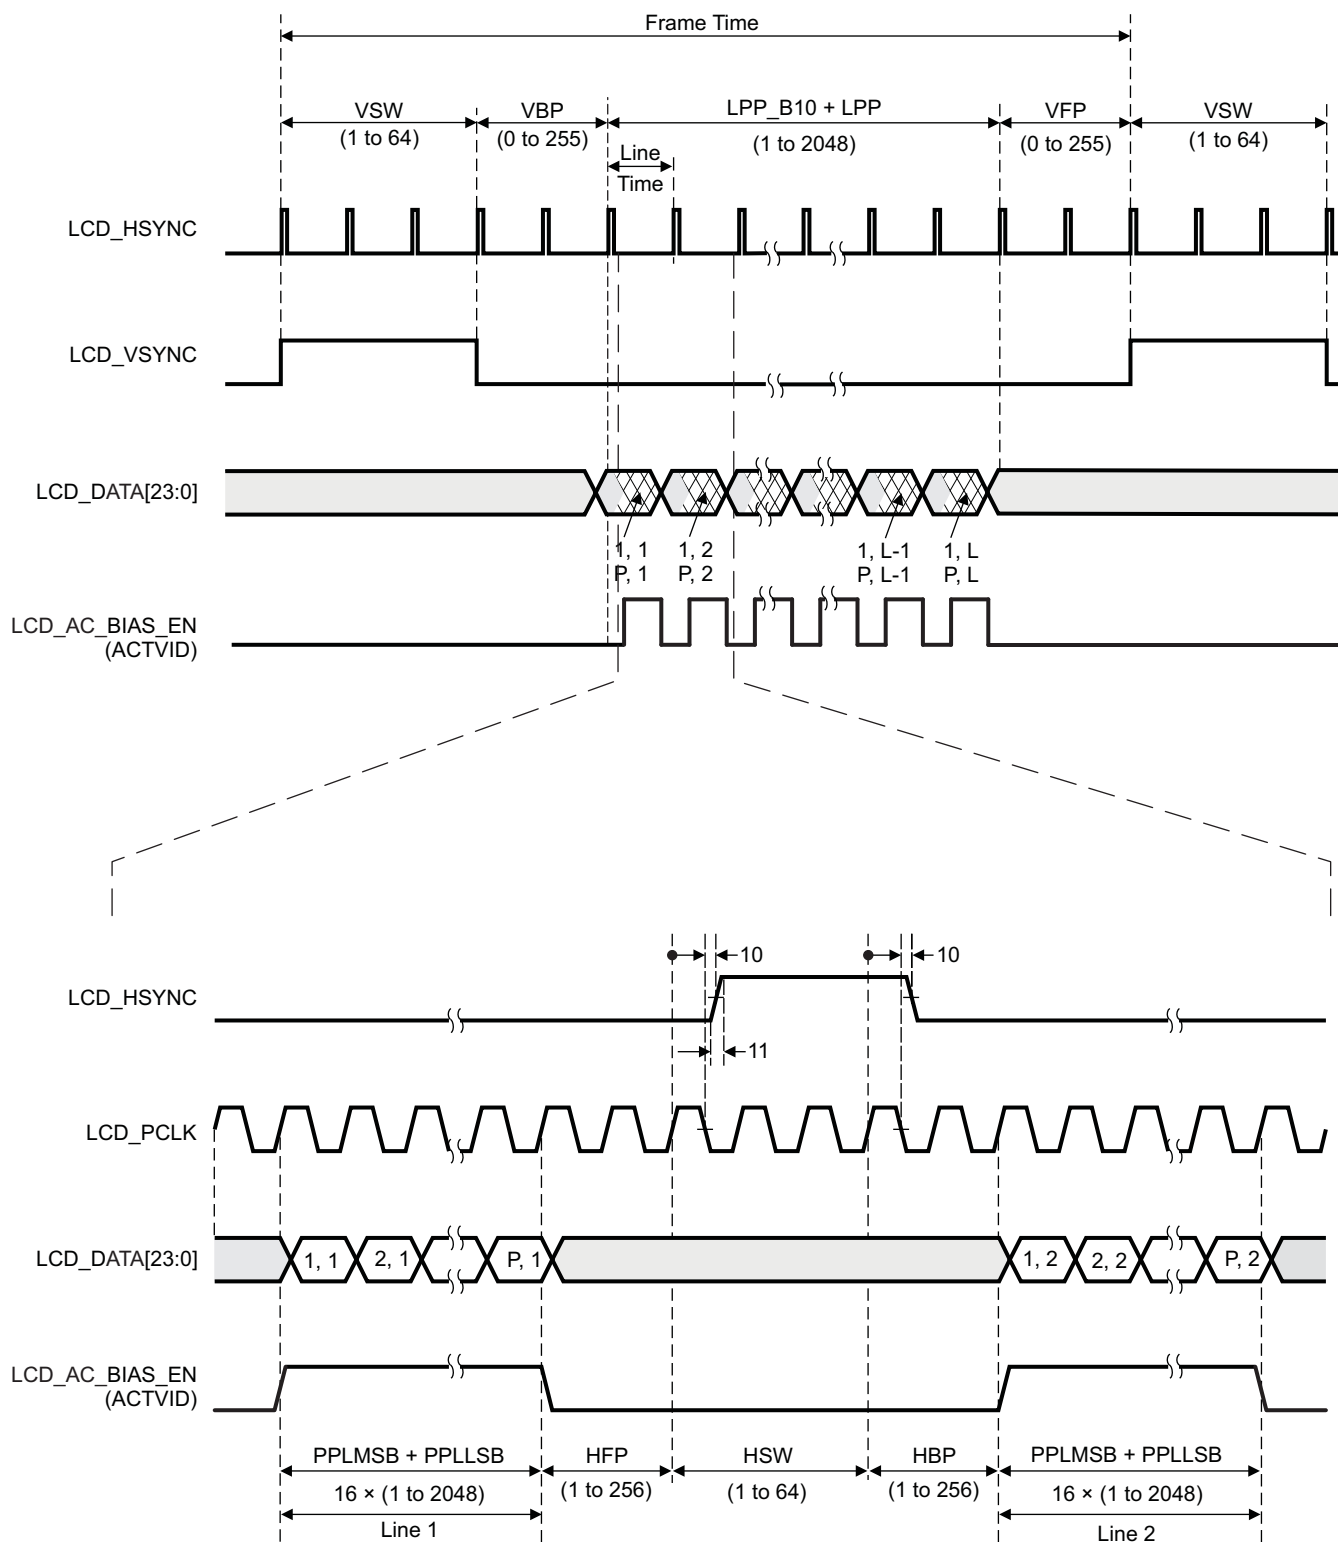 Frame Time
VSW VBP LPP_B10 + LPP VFP VSW
(1 to 64) (0 to 255) (1 to 2048) (0 to 255) (1 to 64)
Line
Time
LCD_HSYNC
LCD_VSYNC
LCD_DATA[23:0]
1, 1 1, 2 1, L-1 1, L
P, 1 P, 2 P, L-1 P, L
LCD_AC_BIAS_EN
(ACTVID)
10 10
LCD_HSYNC
11
LCD_PCLK
LCD_DATA[23:0] 1, 1 2, 1 P, 1 1, 2 2, 2 P, 2
LCD_AC_BIAS_EN
(ACTVID)
PPLMSB + PPLLSB HFP HSW HBP PPLMSB + PPLLSB
16 × (1 to 2048) (1 to 256) (1 to 64) (1 to 256) 16 × (1 to 2048)
Line 1 Line 2